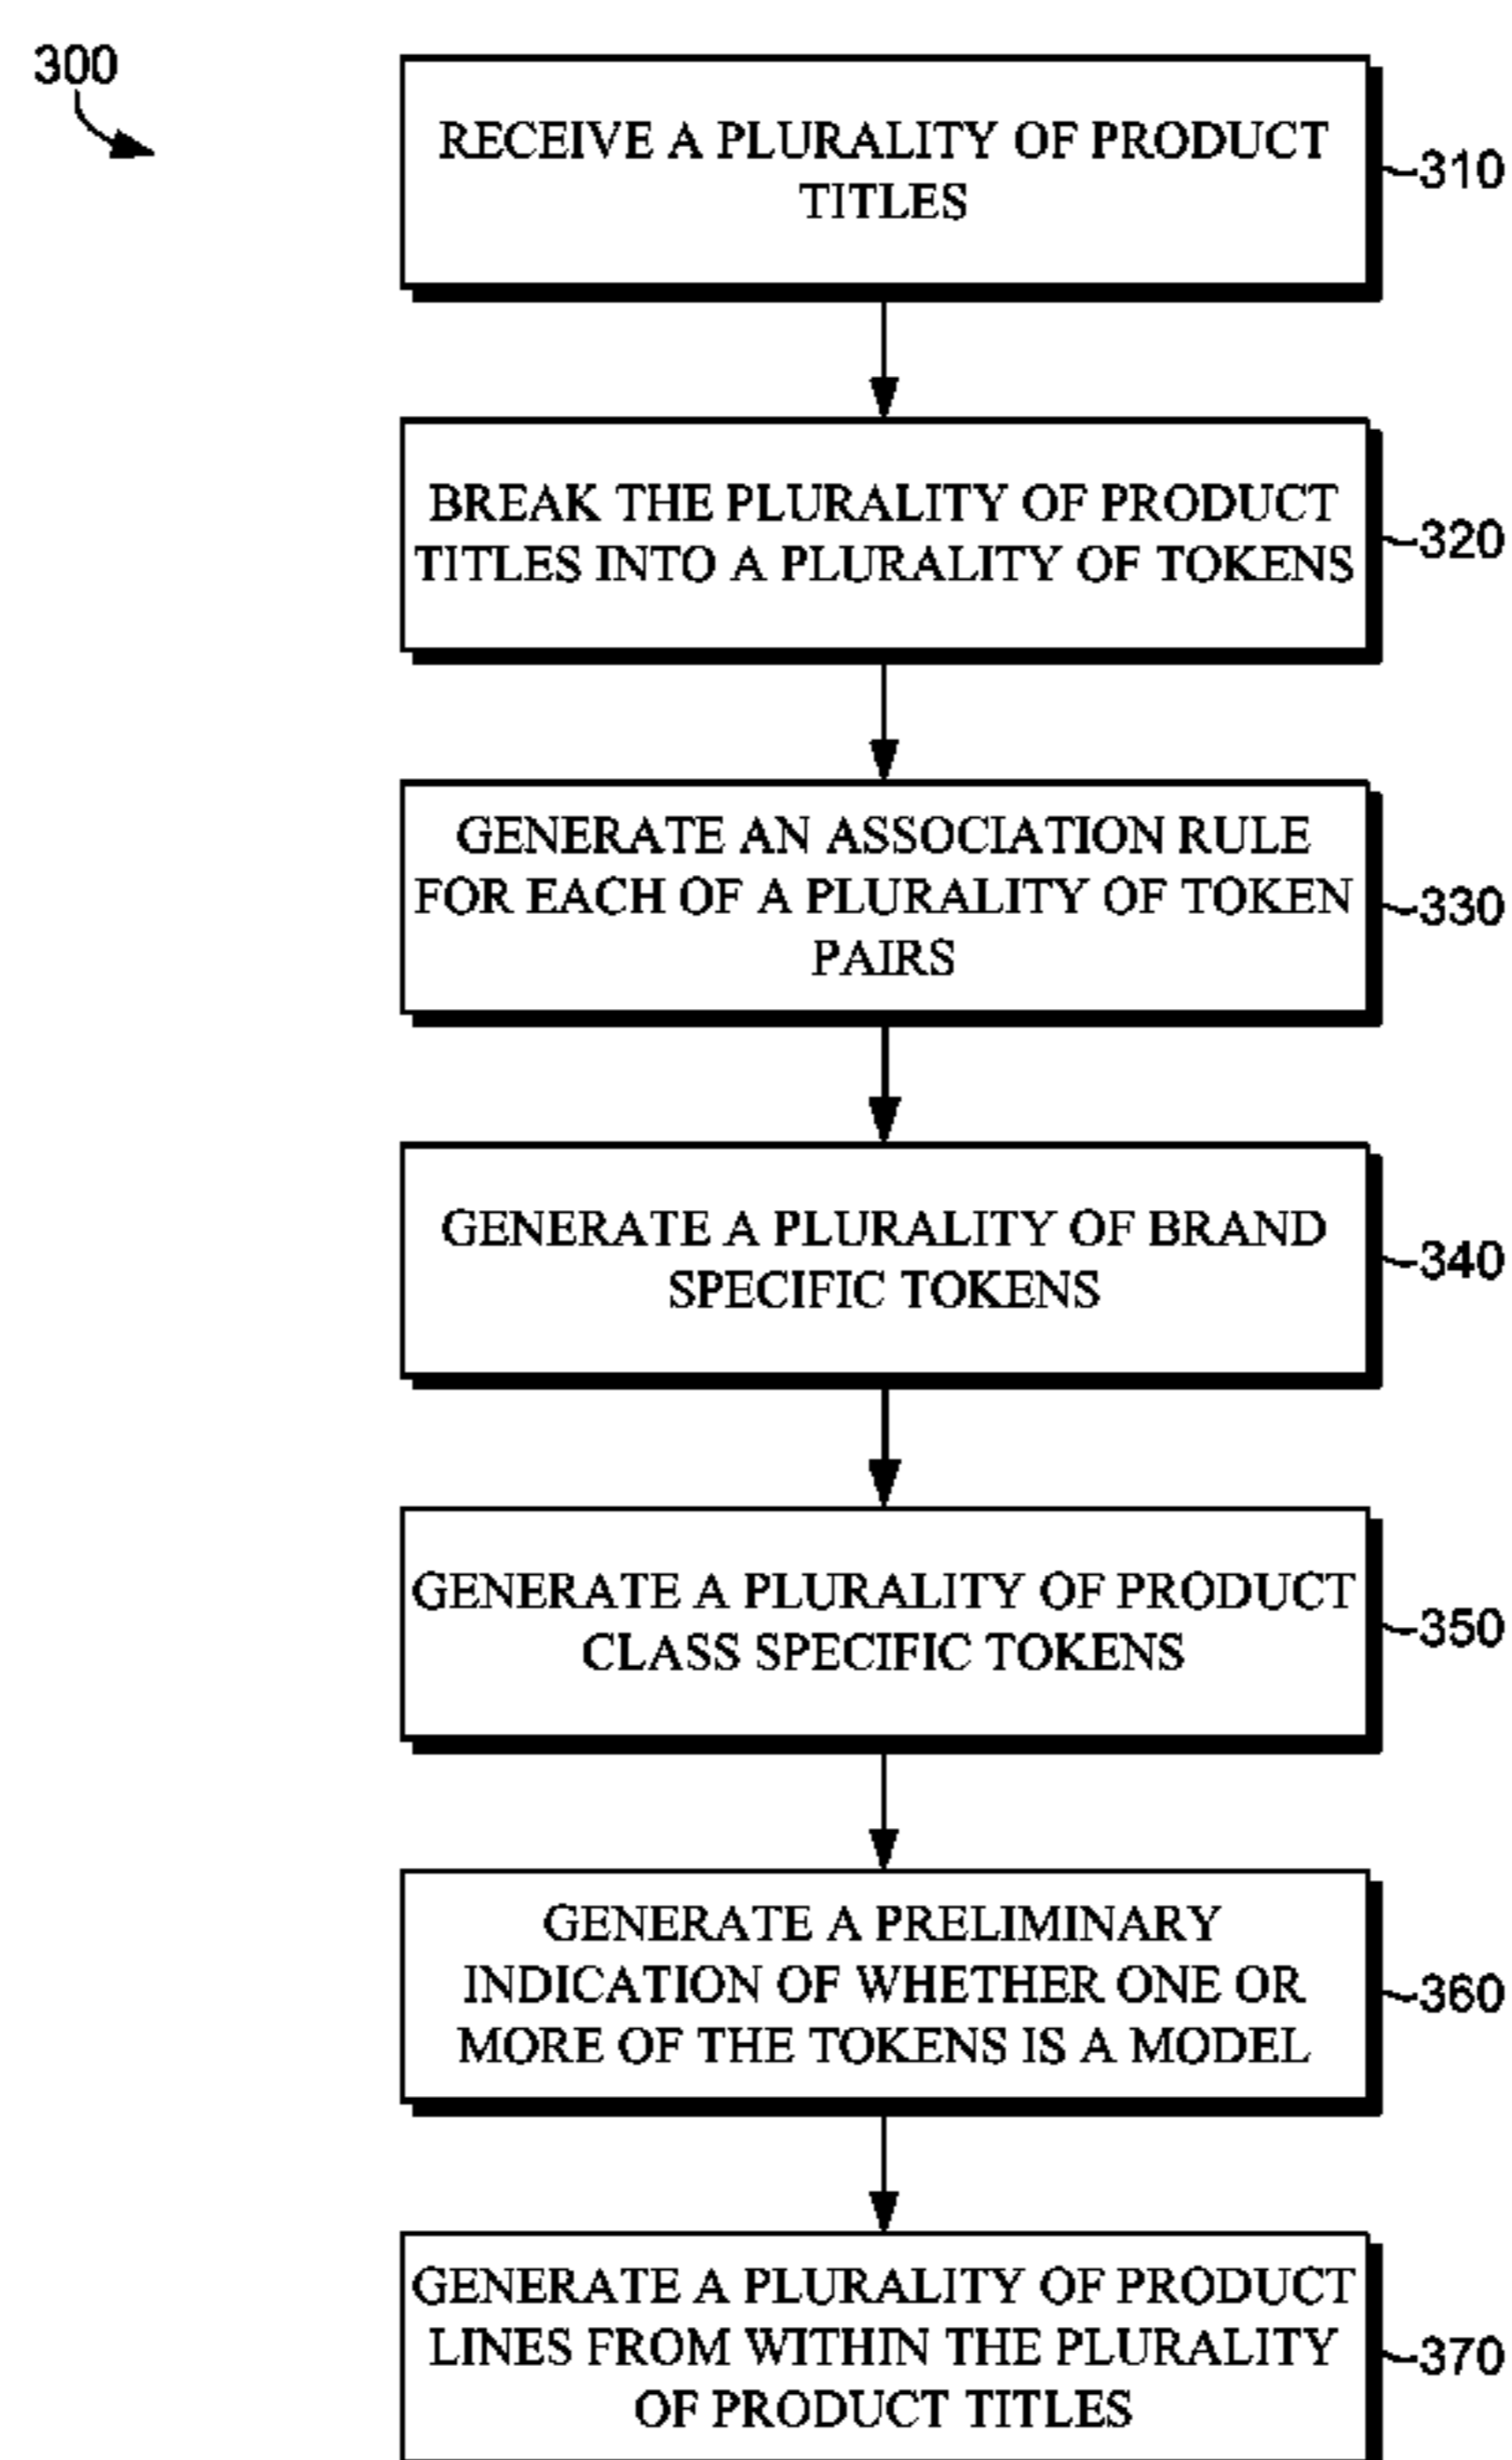 300
RECEIVE A PLURALITY OF PRODUCT
TITLES
310
BREAK THE PLURALITY OF PRODUCT
TITLES INTO A PLURALITY OF TOKENS
320
GENERATE AN ASSOCIATION RULE
FOR EACH OF A PLURALITY OF TOKEN
PAIRS
330
GENERATE A PLURALITY OF BRAND
SPECIFIC TOKENS
340
GENERATE A PLURALITY OF PRODUCT
CLASS SPECIFIC TOKENS
350
GENERATE A PRELIMINARY
INDICATION OF WHETHER ONE OR
MORE OF THE TOKENS IS A MODEL
360
GENERATE A PLURALITY OF PRODUCT
LINES FROM WITHIN THE PLURALITY
OF PRODUCT TITLES
370